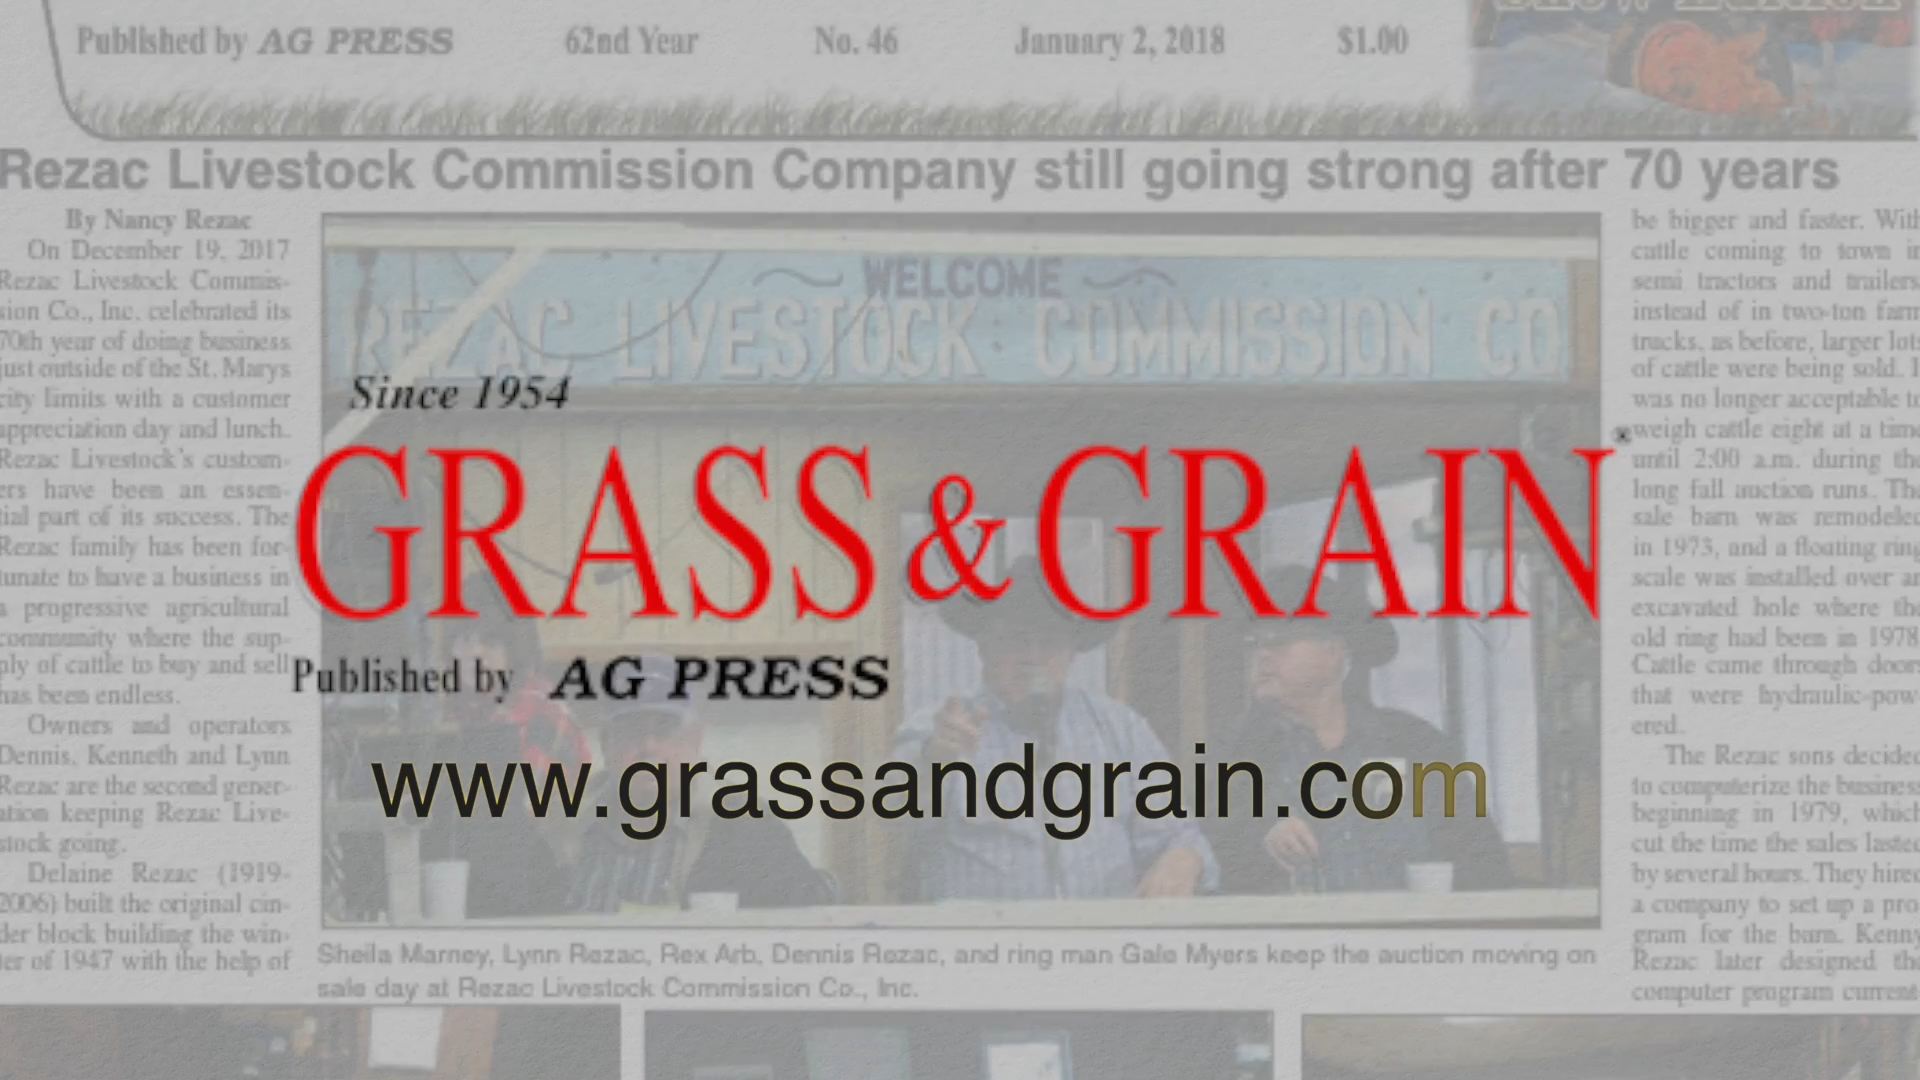 Published by AG PRESS 62nd Year No. 46 January 2, 2018 $1.00
Rezac Livestock Commission Company still going strong after 70 years
By Nancy Rezac
On December 19, 2017
Rezac Livestock Commis-
sion Co., Inc. celebrated its
70th year of doing business
just outside of the St. Marys
city limits with a customer
appreciation day and lunch.
Rezac Livestock's custom-
ers have been an essen-
tial part of its success. The
Rezac family has been for-
tunate to have a business in
a progressive agricultural
community where the sup-
ply of cattle to buy and sell
has been endless.
Owners and operators
Dennis, Kenneth and Lynn
Rezac are the second gener-
ation keeping Rezac Live-
stock going.
Delaine Rezac (1919-
2006) built the original cin-
der block building the win-
ter of 1947 with the help of
WELCOME
REZAC LIVESTOCK COMMISSION CO
Since 1954
GRASS & GRAIN
Published by AG PRESS
www.grassandgrain.com
Sheila Marney, Lynn Rezac, Rex Arb, Dennis Rezac, and ring man Gale Myers keep the auction moving on
sale day at Rezac Livestock Commission Co., Inc.
be bigger and faster. With
cattle coming to town in
semi tractors and trailers
instead of in two-ton farm
trucks, as before, larger lots
of cattle were being sold. I
was no longer acceptable to
weigh cattle eight at a time
until 2:00 a.m. during the
long fall auction runs. The
sale barn was remodeled
in 1973, and a floating ring
scale was installed over an
excavated hole where the
old ring had been in 1978
Cattle came through doors
that were hydraulic-pow
ered.
The Rezac sons decided
to computerize the business
beginning in 1979, which
cut the time the sales lasted
by several hours. They hired
a company to set up a pro
gram for the barn. Kenny
Rezac later designed the
computer program current